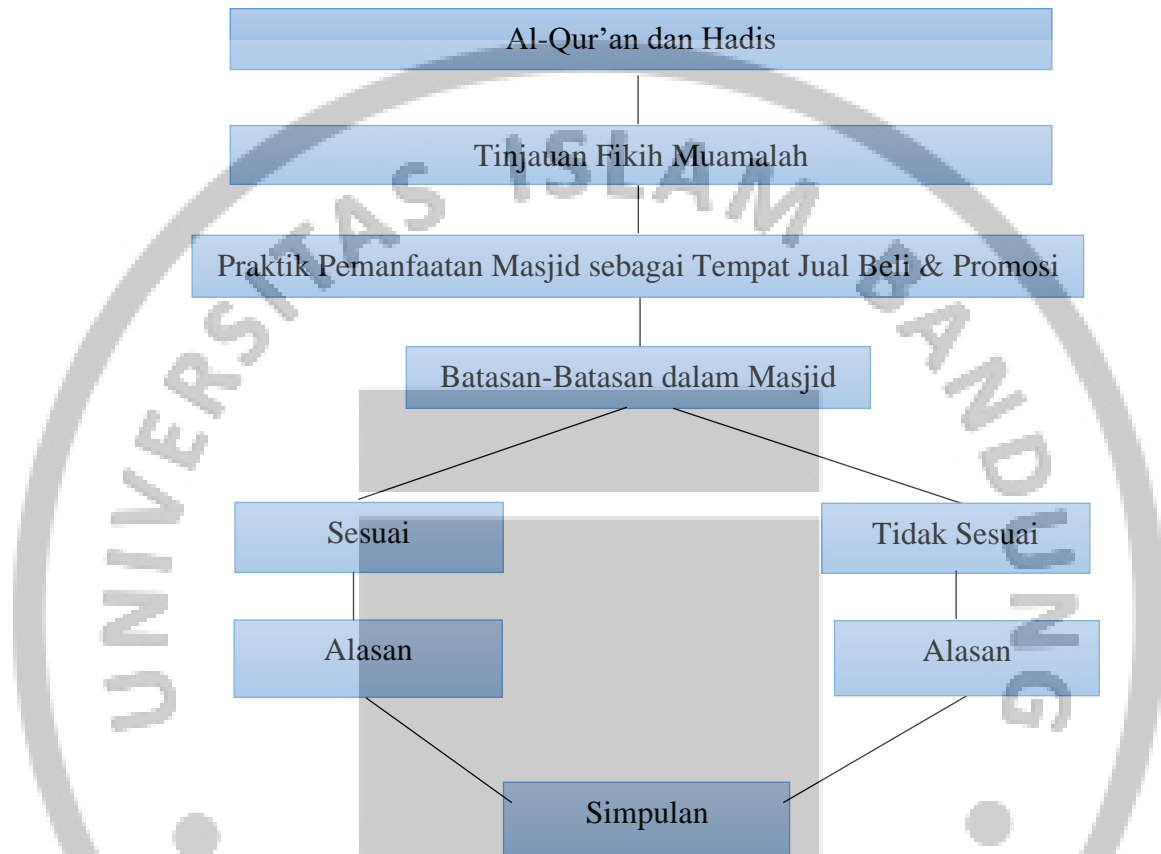 Al-Qur’an dan Hadis
Tinjauan Fikih Muamalah
Praktik Pemanfaatan Masjid sebagai Tempat Jual Beli & Promosi
Batasan-Batasan dalam Masjid
Sesuai
Tidak Sesuai
Alasan
Alasan
Simpulan
UNIVERSITAS ISLAM BANDUNG